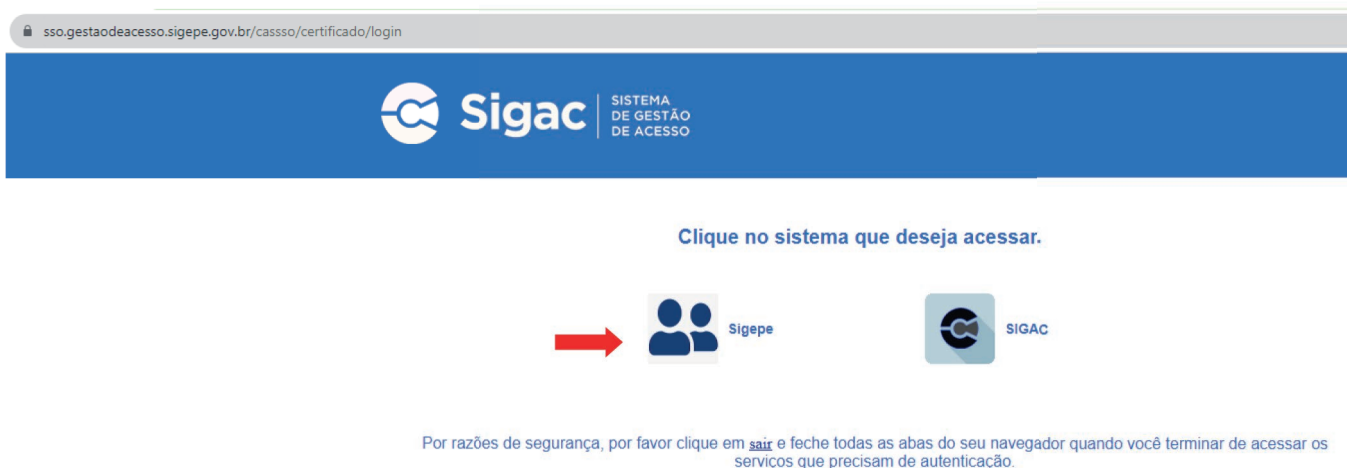 sso.gestaodeacesso.sigepe.gov.br/cassso/certificado/login
Sigac
SISTEMA
DE GESTÃO
DE ACESSO
Clique no sistema que deseja acessar.
Sigepe
SIGAC
Por razões de segurança, por favor clique em sair e feche todas as abas do seu navegador quando você terminar de acessar os
serviços que precisam de autenticação.